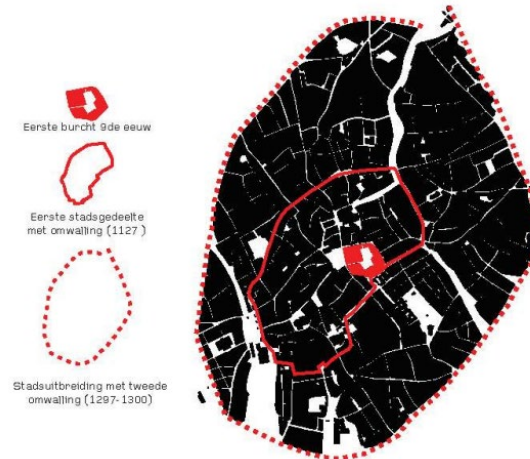 Eerste burcht 9de eeuw
Eerste stadsgedeelte
met omwalling (1127 )
Stadsuitbreiding met tweede
omwalling (1297-1300)